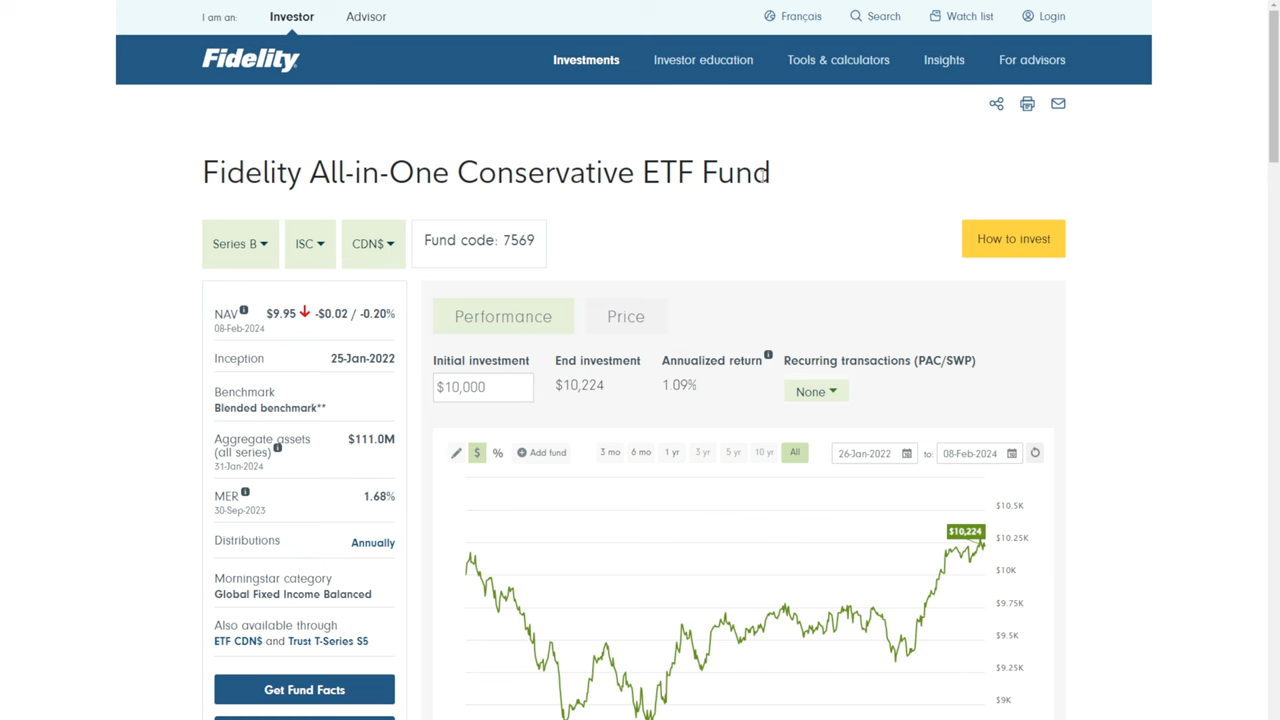 I am an: Investor Advisor Français Search Watch list Login
Fidelity Investments Investor education Tools & calculators Insights For advisors
Fidelity All-in-One Conservative ETF Fund
Series B ISC CDN$ Fund code: 7569 How to invest
NAV $9.95 -$0.02 / -0.20%
08-Feb-2024
Inception 25-Jan-2022
Benchmark
Blended benchmark**
Aggregate assets $111.0M
(all series)
31-Jan-2024
MER 1.68%
30-Sep-2023
Distributions Annually
Morningstar category
Global Fixed Income Balanced
Also available through
ETF CDN$ and Trust T-Series S5
Get Fund Facts
Performance Price
Initial investment End investment Annualized return Recurring transactions (PAC/SWP)
$10,000 $10,224 1.09% None
$ % Add fund 3 mo 6 mo 1 yr 3 yr 5 yr 10 yr All 26-Jan-2022 to: 08-Feb-2024
$10.5K
$10,224
$10.25K
$10K
$9.75K
$9.5K
$9.25K
$9K